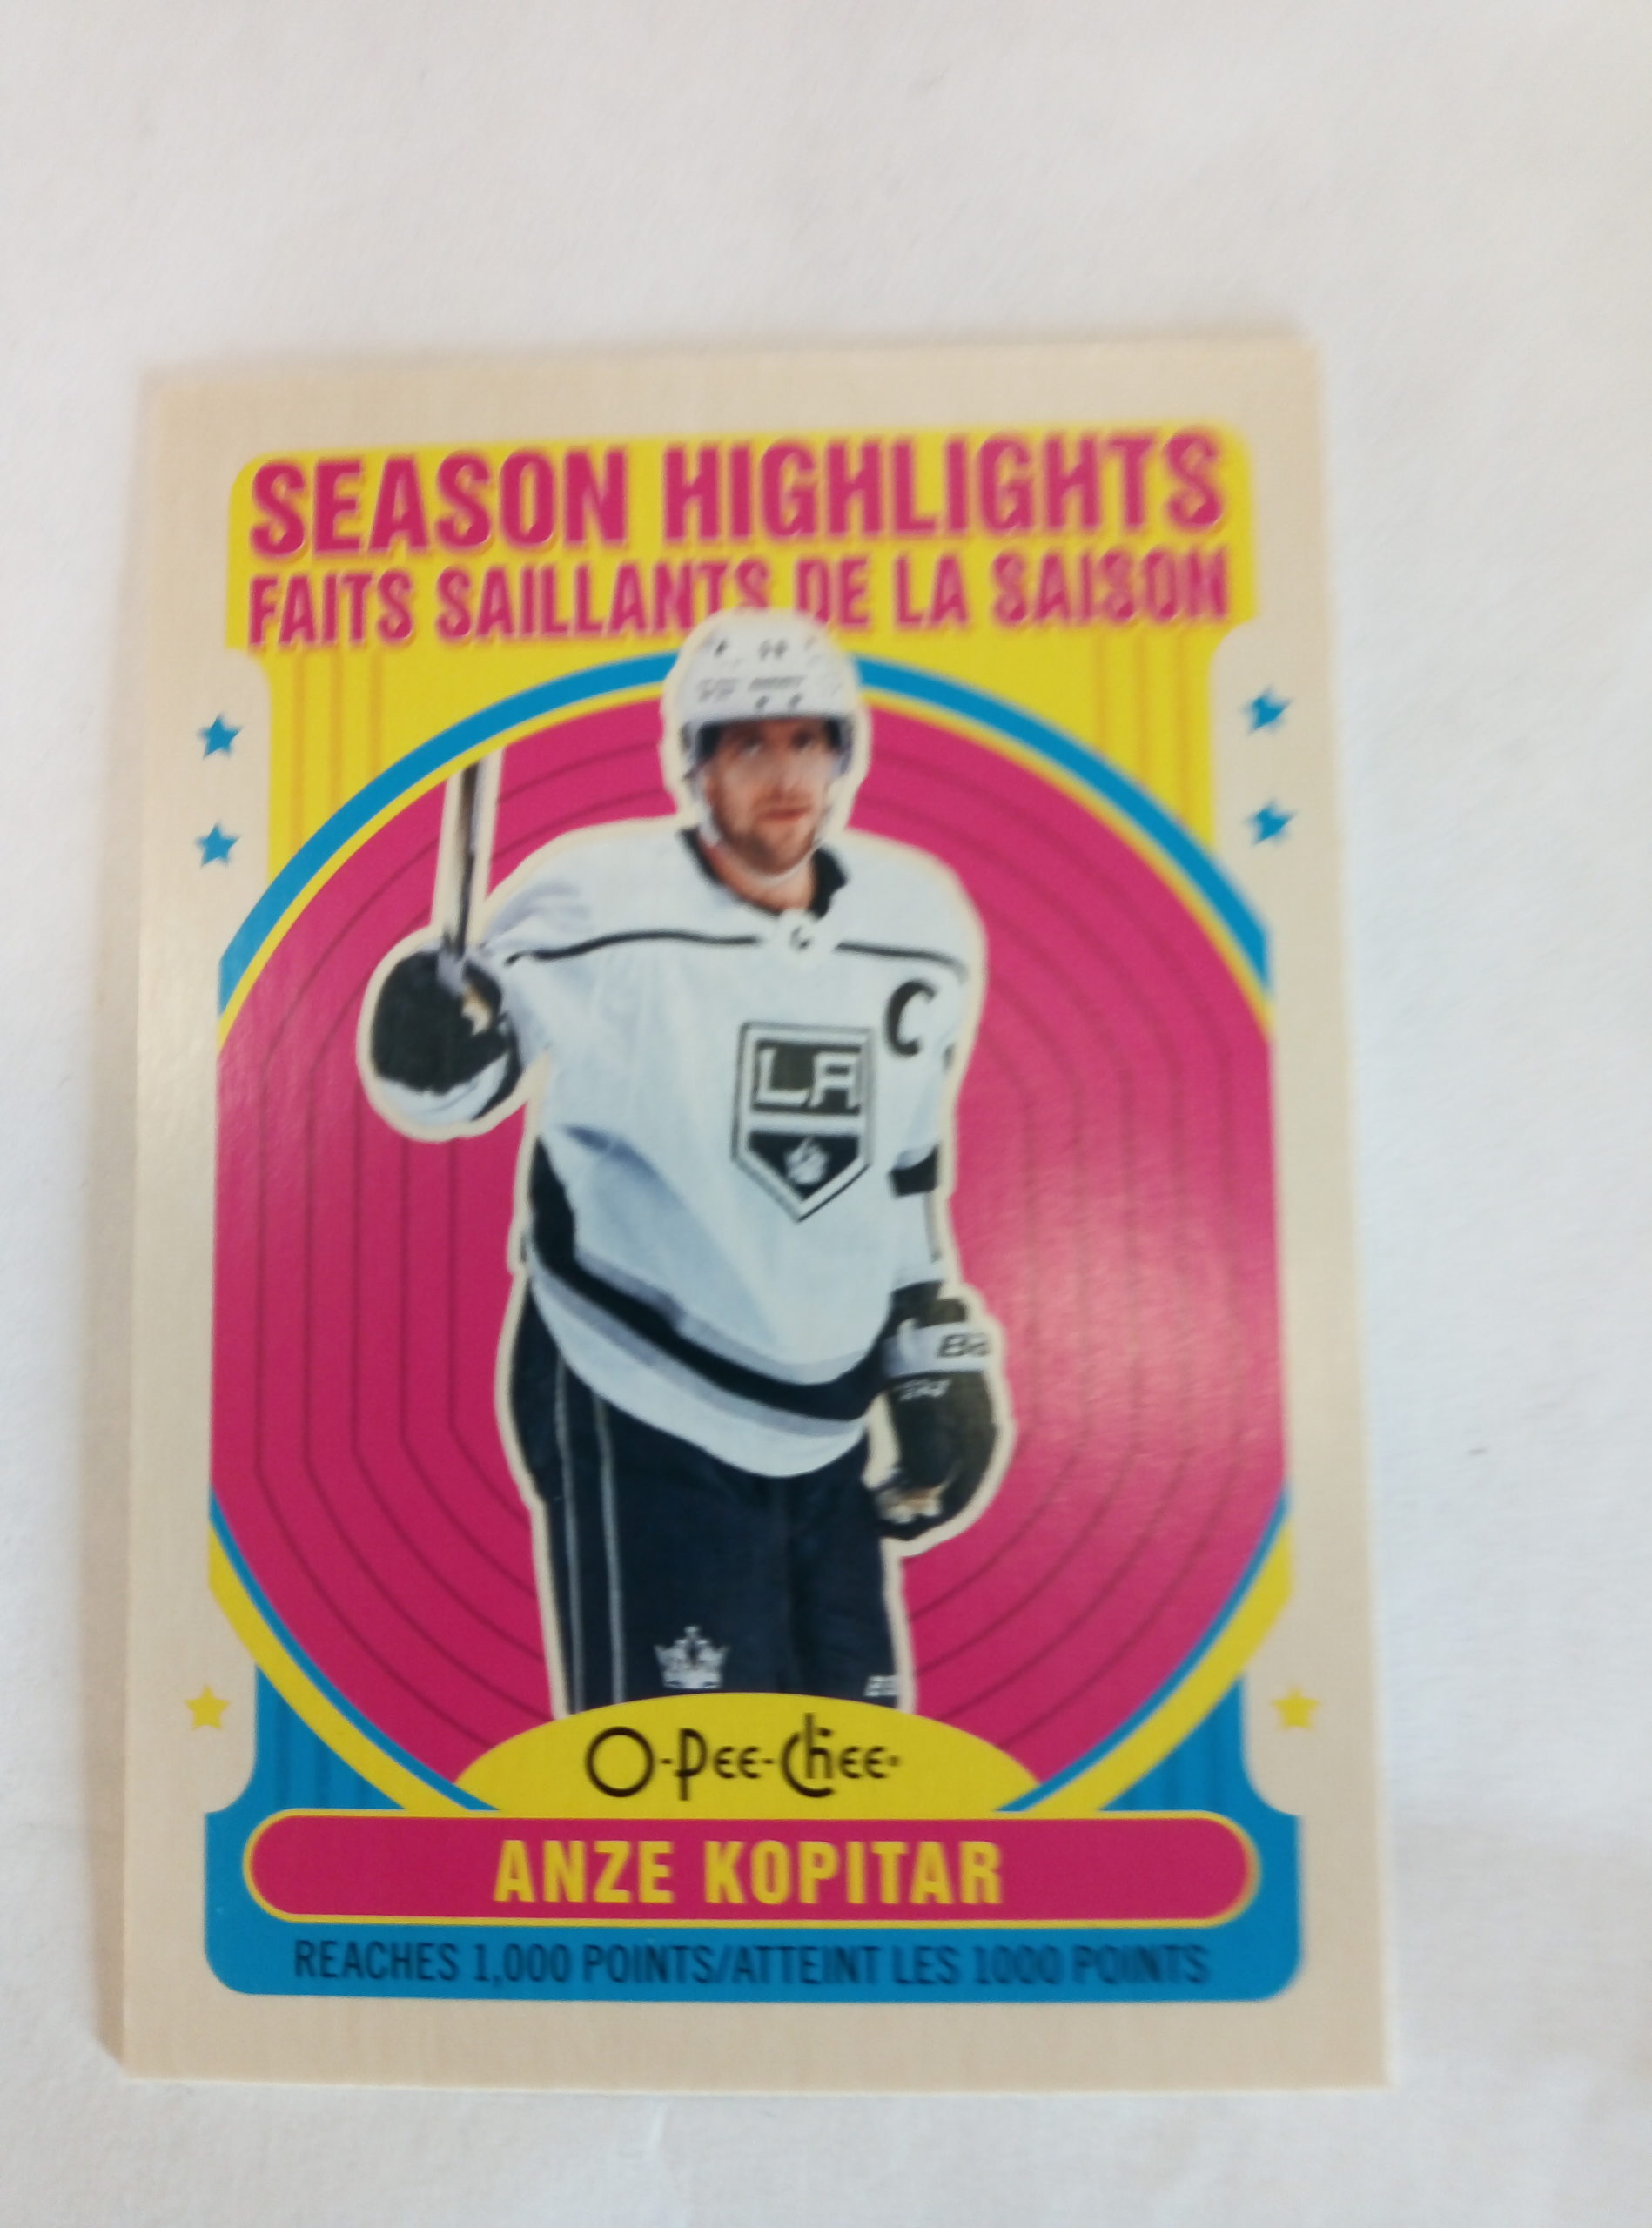 SEASON HIGHLIGHTS
FAITS SAILLANTS DE LA SAISON
C
LA
O-Pee-Chee
ANZE KOPITAR
REACHES 1,000 POINTS/ATTEINT LES 1000 POINTS